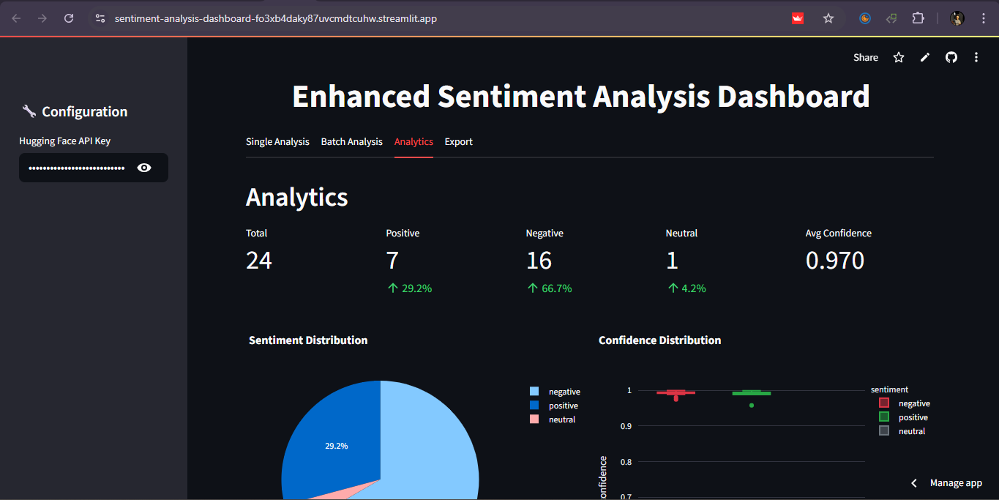 sentiment-analysis-dashboard-fo3xb4daky87uvcmdtcuhw.streamlit.app
Share
Configuration
Hugging Face API Key
Enhanced Sentiment Analysis Dashboard
Single Analysis Batch Analysis Analytics Export
Analytics
Total Positive Negative Neutral Avg Confidence
24 7 16 1 0.970
↑ 29.2% ↑ 66.7% ↑ 4.2%
Sentiment Distribution
29.2%
negative
positive
neutral
Confidence Distribution
1
0.9
0.8
0.7
confidence
sentiment
negative
positive
neutral
Manage app